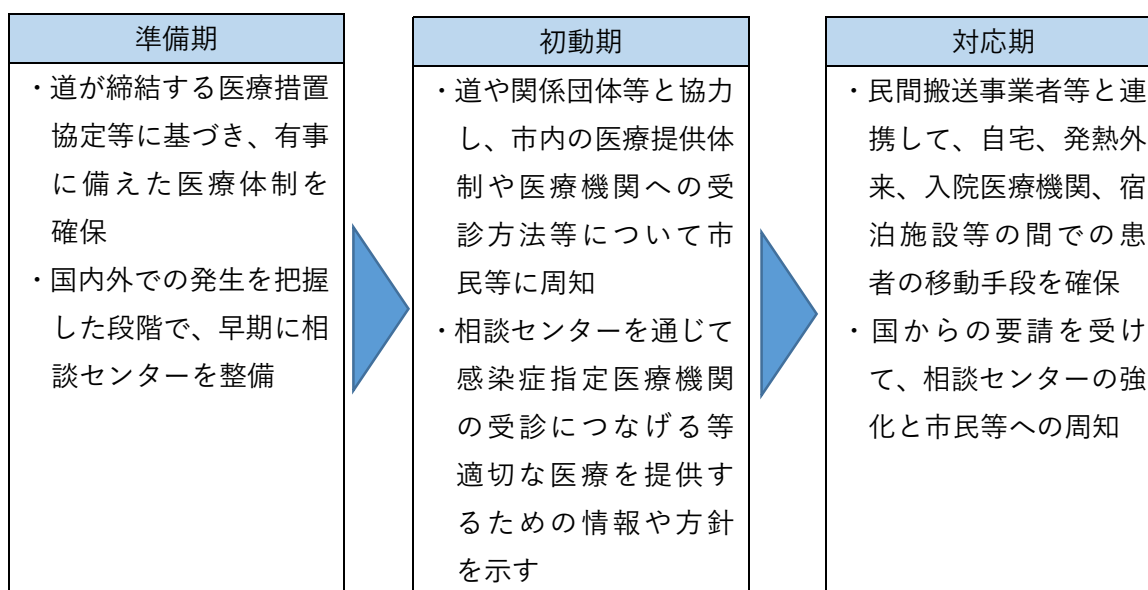 準備期
・道が締結する医療措置
協定等に基づき、有事
に備えた医療体制を
確保
・国内外での発生を把握
した段階で、早期に相
談センターを整備
初動期
・道や関係団体等と協力
し、市内の医療提供体
制や医療機関への受
診方法等について市
民等に周知
・相談センターを通じて
感染症指定医療機関
の受診につなげる等
適切な医療を提供す
るための情報や方針
を示す
対応期
・民間搬送事業者等と連
携して、自宅、発熱外
来、入院医療機関、宿
泊施設等の間での患
者の移動手段を確保
・国からの要請を受け
て、相談センターの強
化と市民等への周知